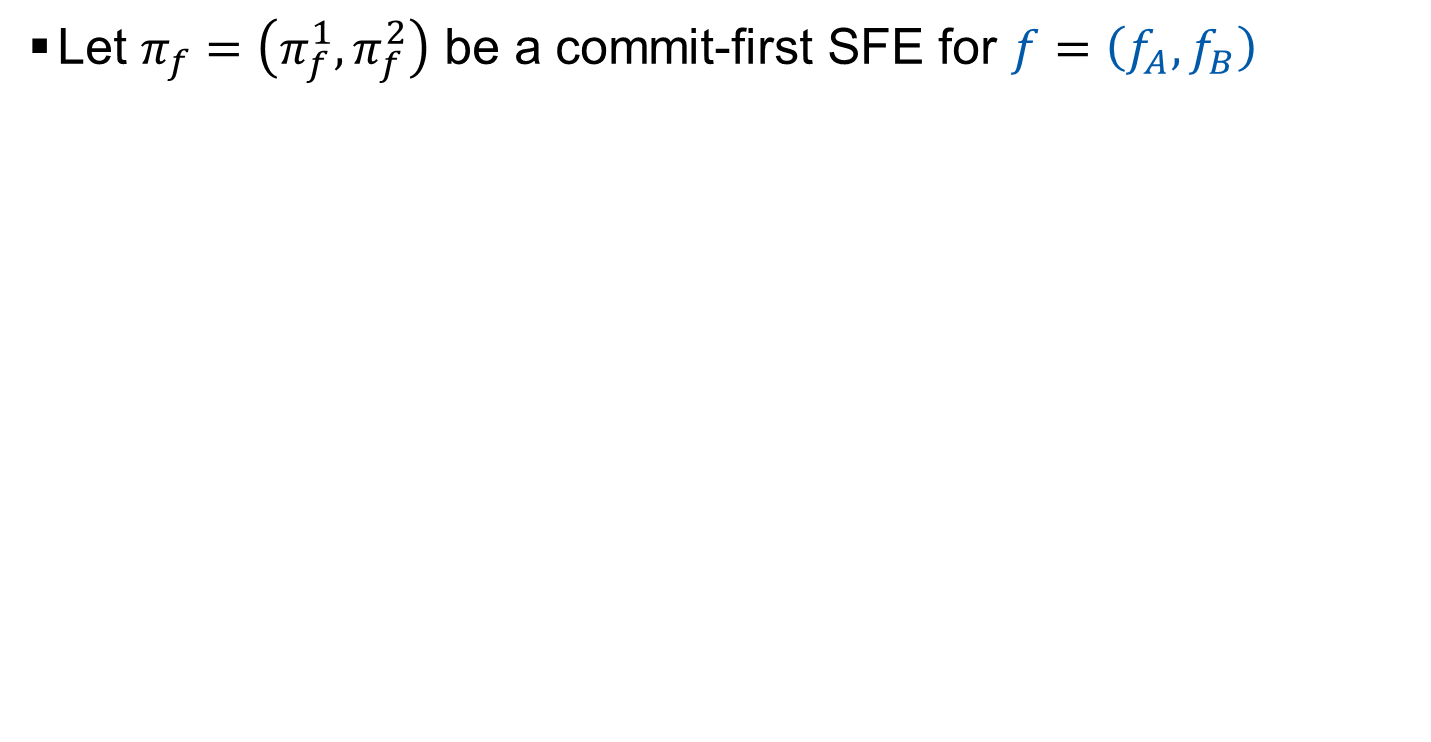 ▪ Let π_f = (π_f^1, π_f^2) be a commit-first SFE for f = (f_A, f_B)